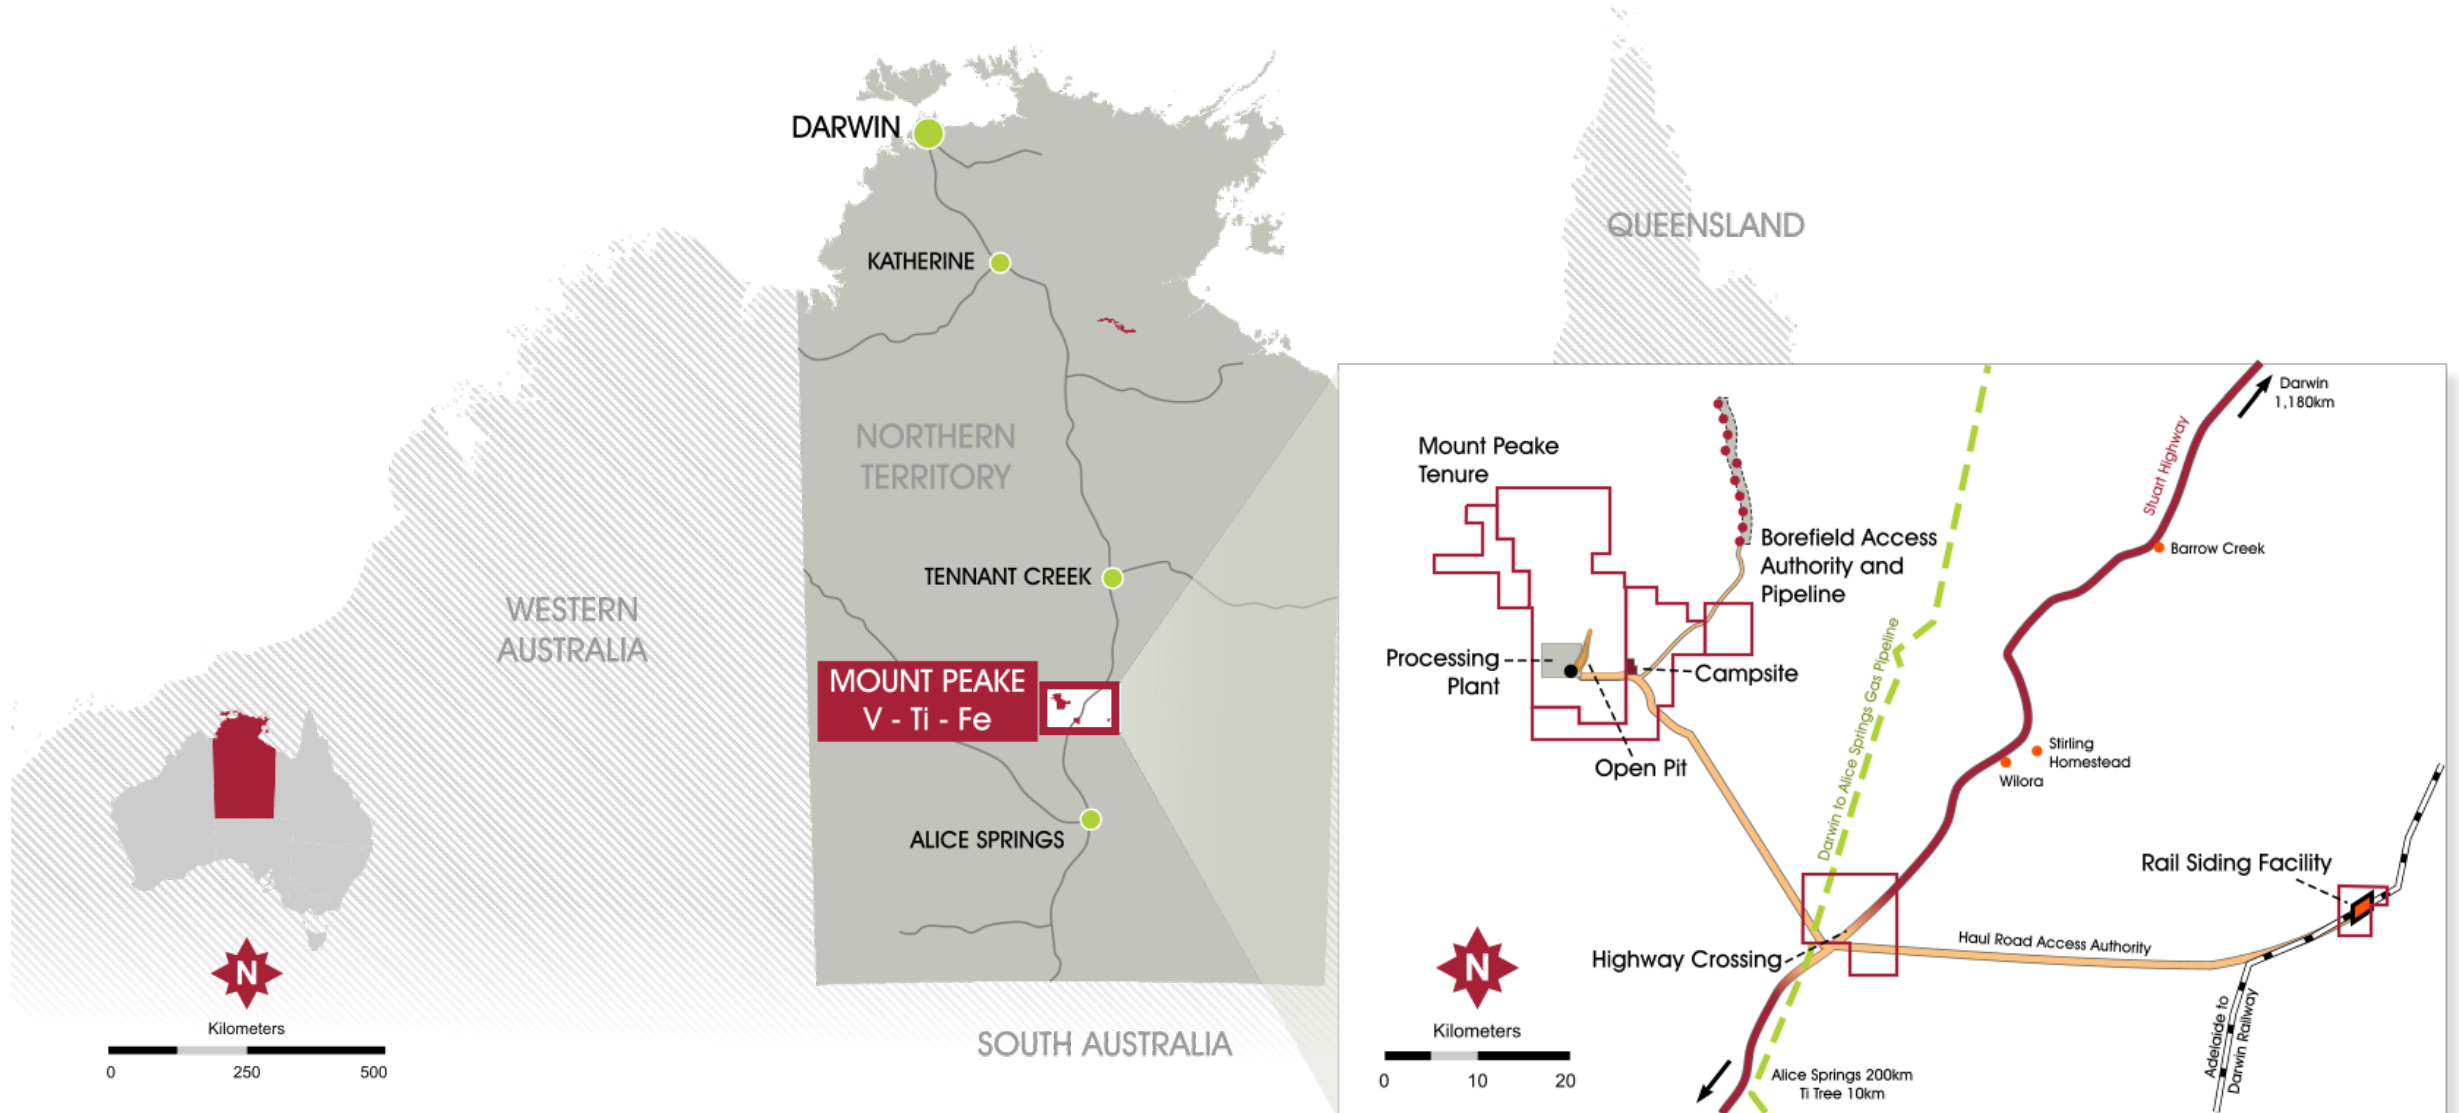 DARWIN
KATHERINE
QUEENSLAND
NORTHERN
TERRITORY
TENNANT CREEK
WESTERN
AUSTRALIA
MOUNT PEAKE
V - Ti - Fe
ALICE SPRINGS
SOUTH AUSTRALIA
N
Kilometers
0 250 500
Darwin
1,180km
Stuart Highway
Mount Peake
Tenure
Barrow Creek
Borefield Access
Authority and
Pipeline
Processing
Plant
Campsite
Open Pit
Darwin to Alice Springs Gas Pipeline
Stirling
Homestead
Wilora
Rail Siding Facility
Highway Crossing
Haul Road Access Authority
Adelaide to
Darwin Railway
N
Kilometers
0 10 20
Alice Springs 200km
Ti Tree 10km